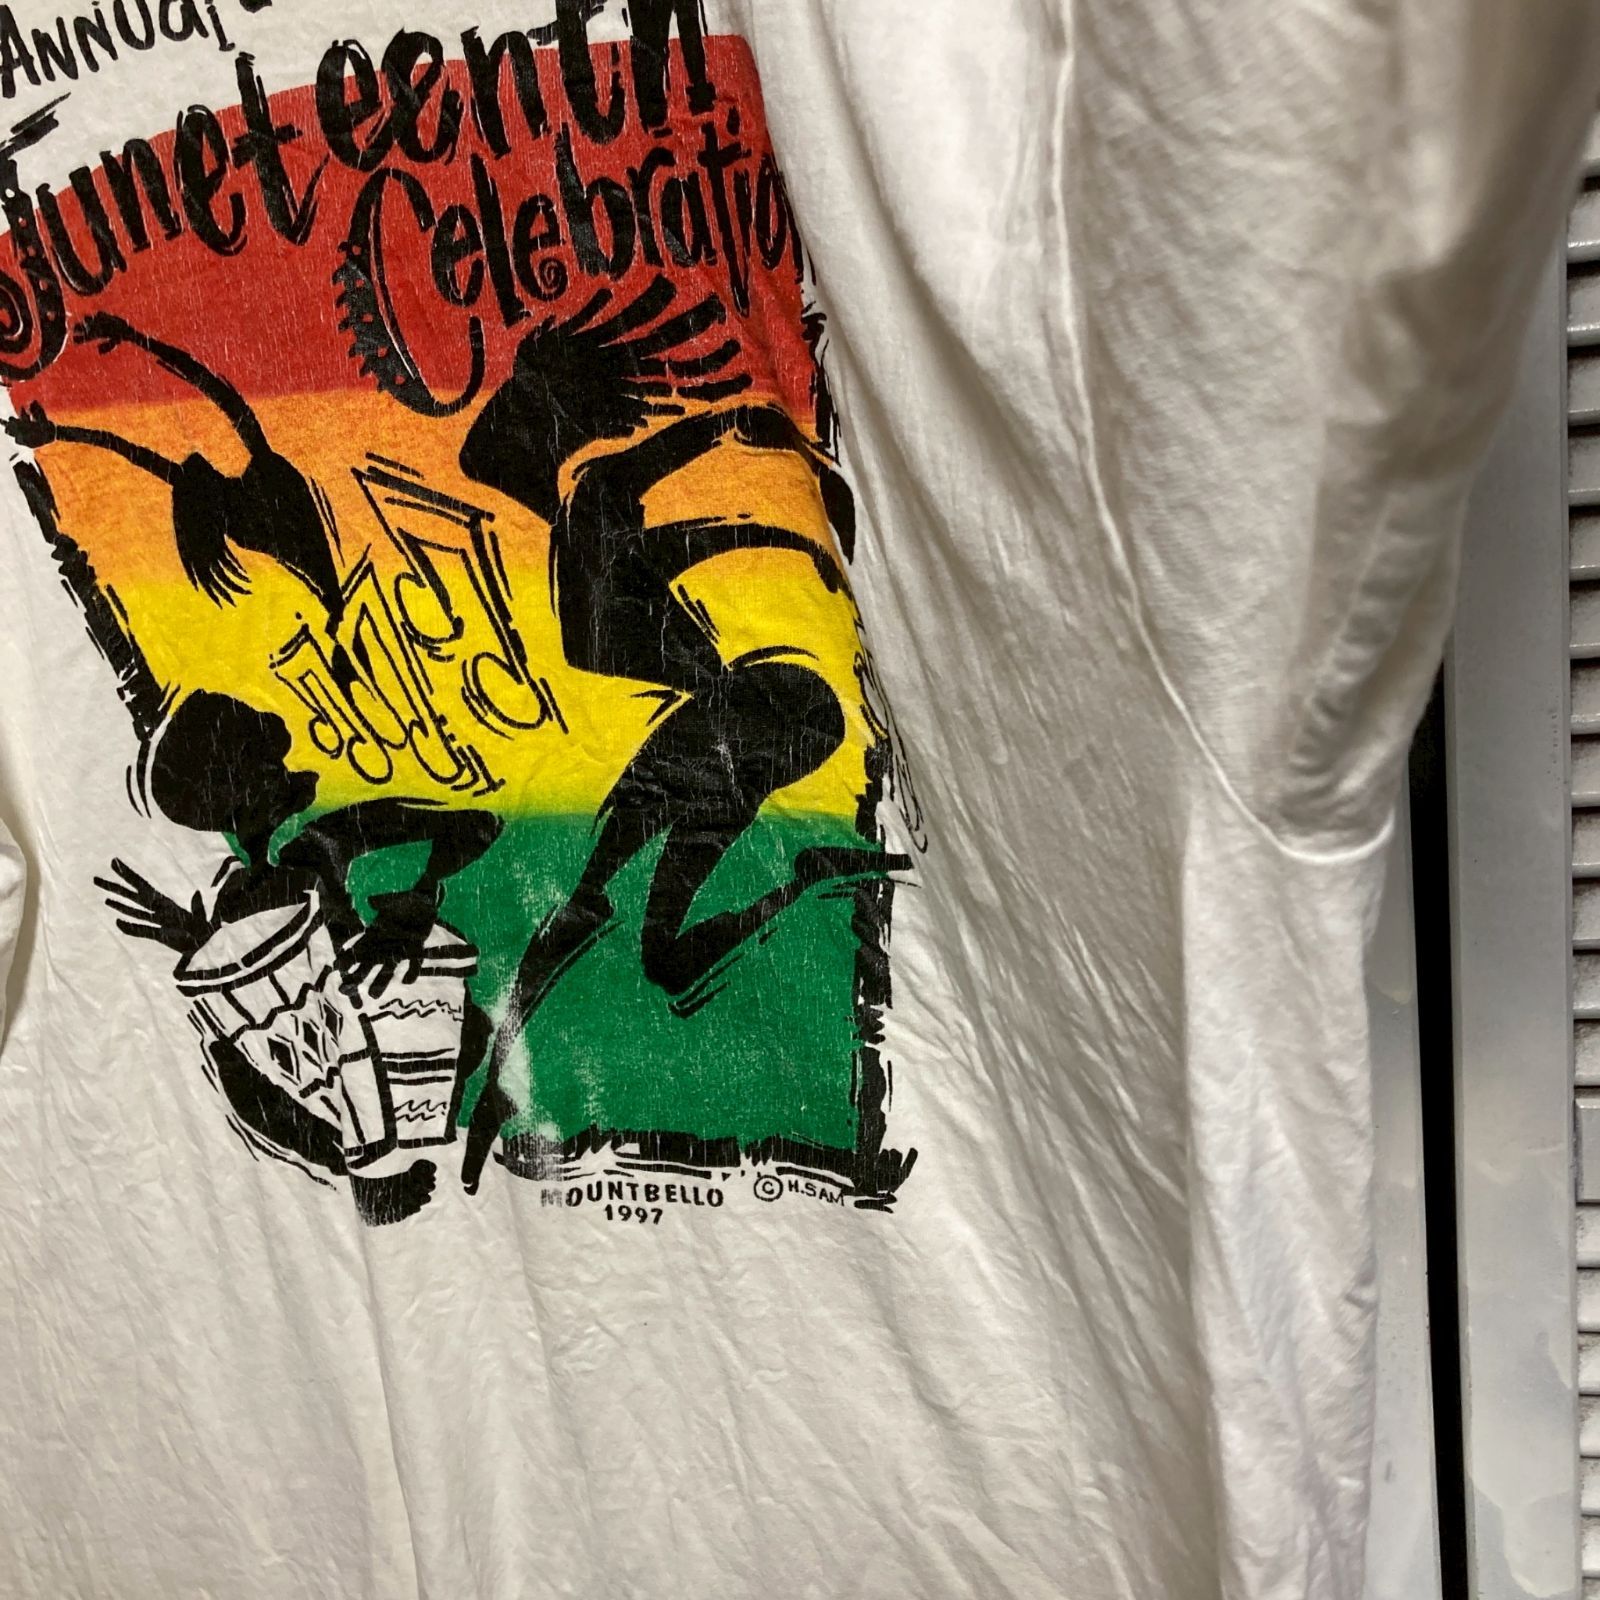 Annual
Juneteenth
Celebration
MOUNTBELLO
1997
© H.SAM